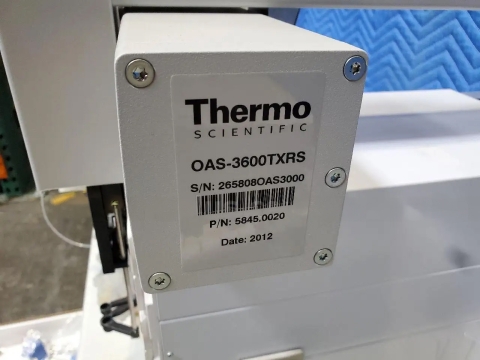 Thermo
SCIENTIFIC
OAS-3600TXRS
S/N: 265808OAS3000
P/N: 5845.0020
Date: 2012